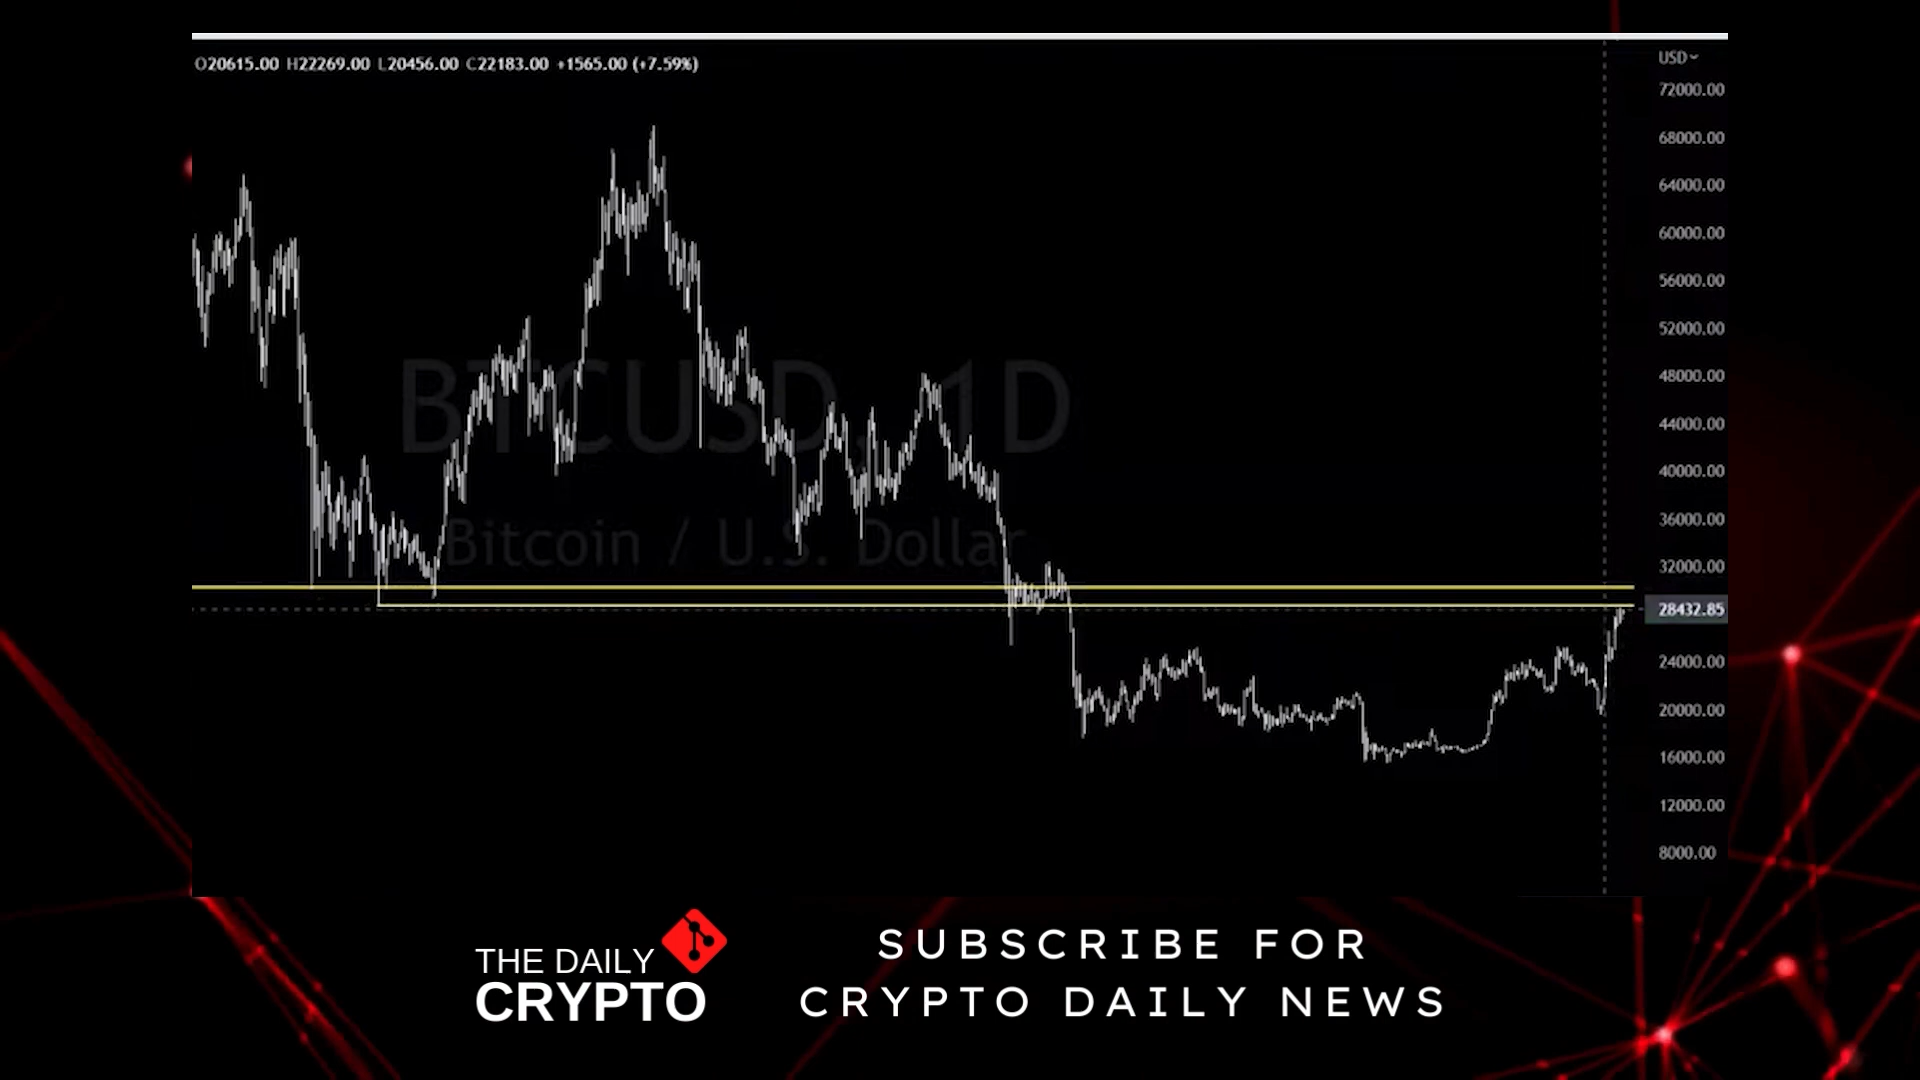 O20615.00 H22269.00 L20456.00 C22183.00 +1565.00 (+7.59%)
USD
72000.00
68000.00
64000.00
60000.00
56000.00
52000.00
48000.00
44000.00
40000.00
36000.00
32000.00
28432.85
24000.00
20000.00
16000.00
12000.00
8000.00
BTCUSD, 1D
Bitcoin / U.S. Dollar
THE DAILY
CRYPTO
SUBSCRIBE FOR
CRYPTO DAILY NEWS